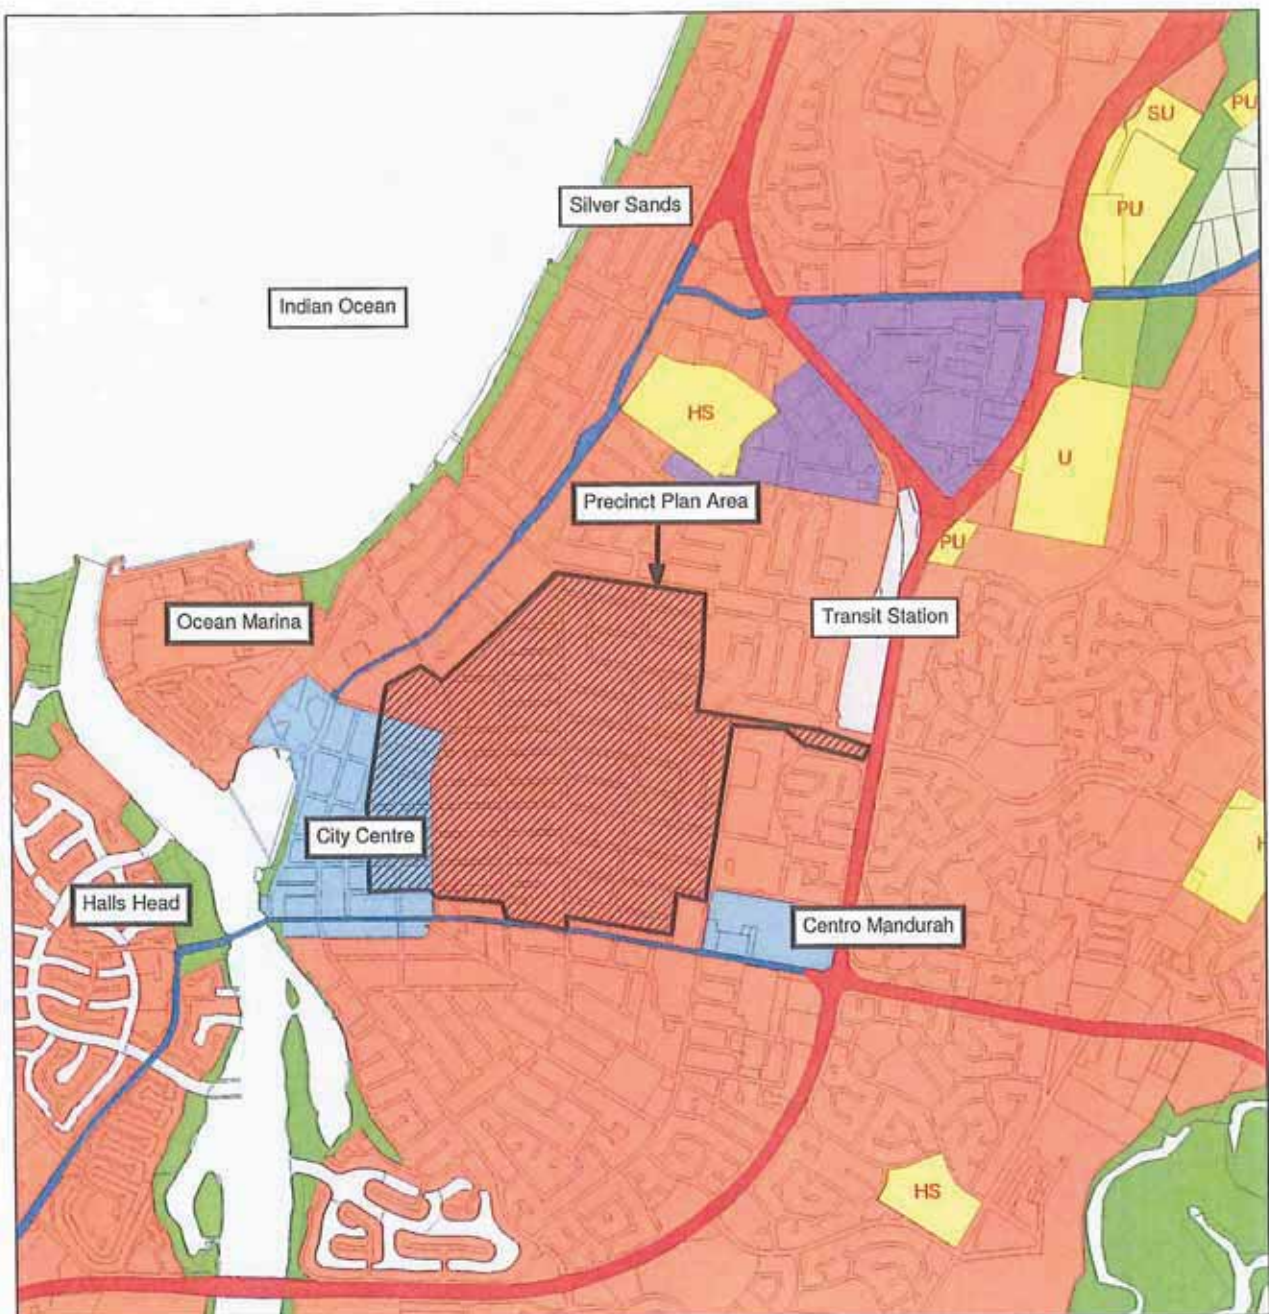 SU
PU
PU
Silver Sands
Indian Ocean
HS
U
Precinct Plan Area
PU
Ocean Marina
Transit Station
City Centre
Halls Head
Centro Mandurah
HS